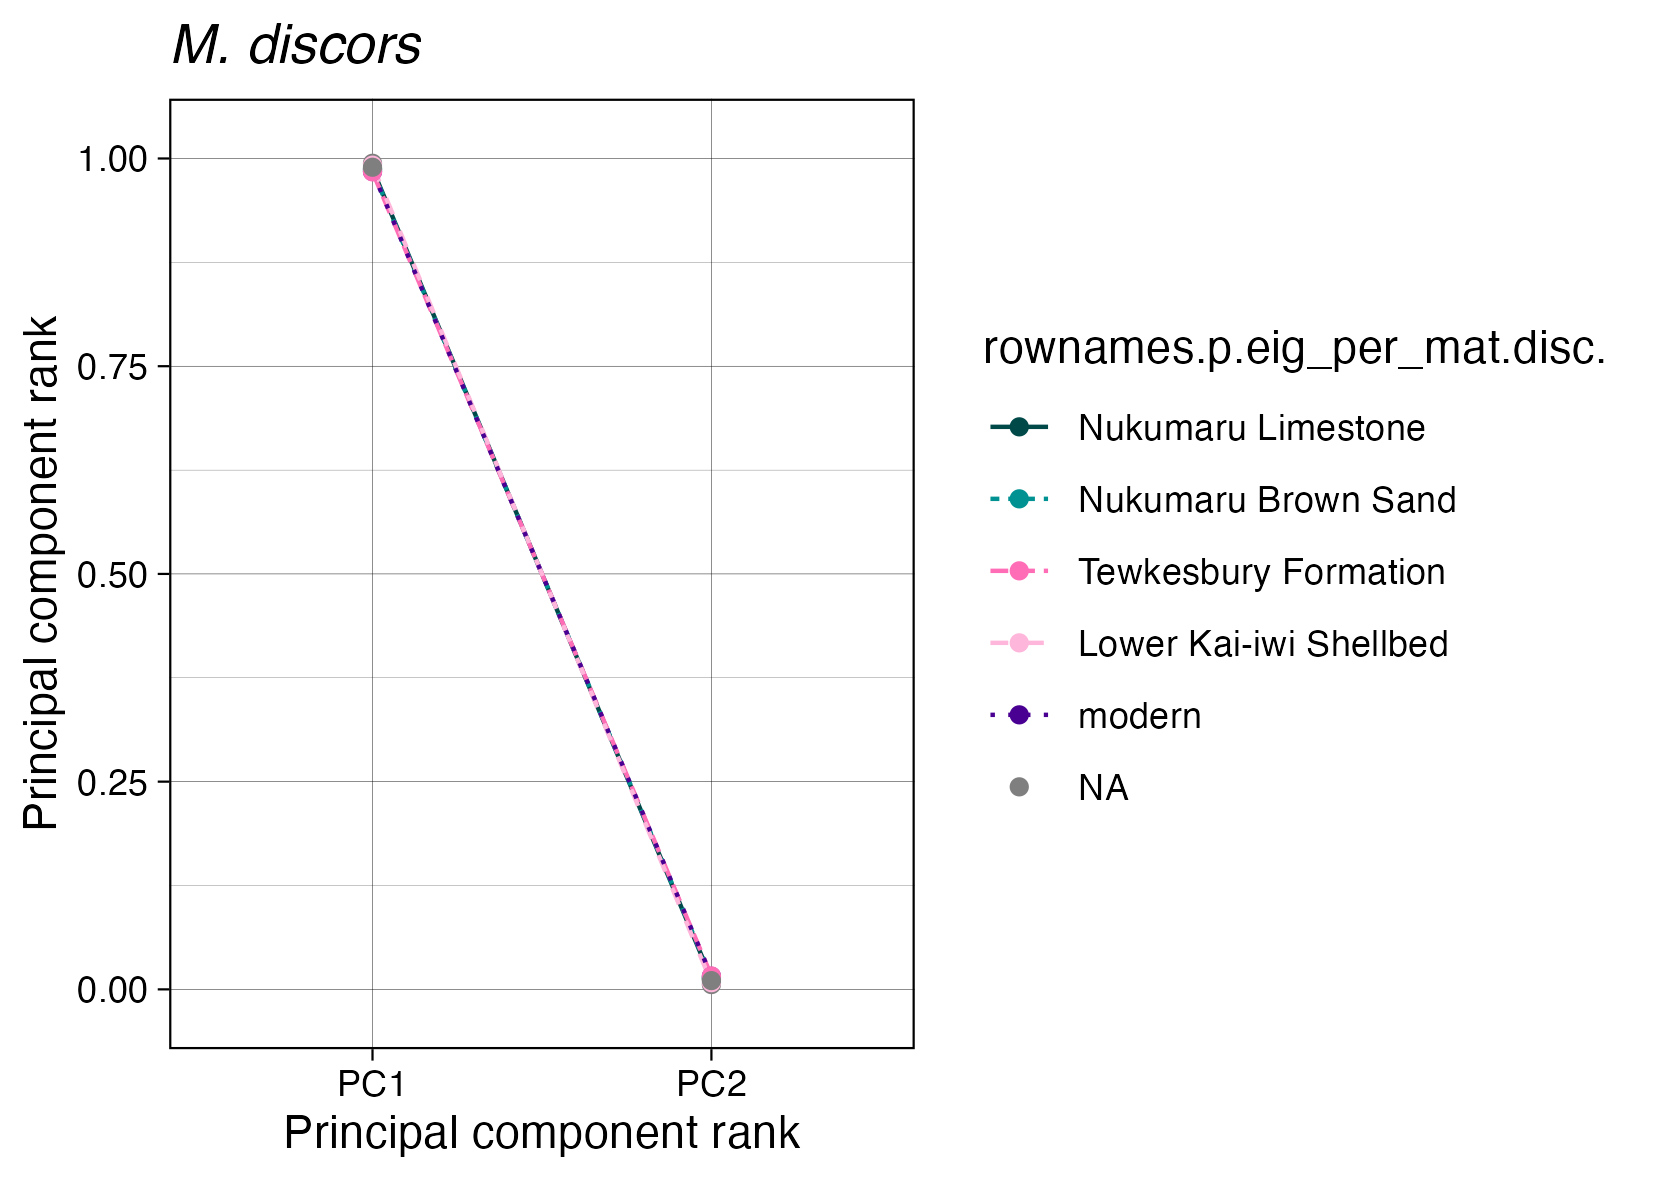 M. discors
Principal component rank
1.00
0.75
0.50
0.25
0.00
PC1
PC2
Principal component rank
rownames.p.eig_per_mat.disc.
Nukumaru Limestone
Nukumaru Brown Sand
Tewkesbury Formation
Lower Kai-iwi Shellbed
modern
NA